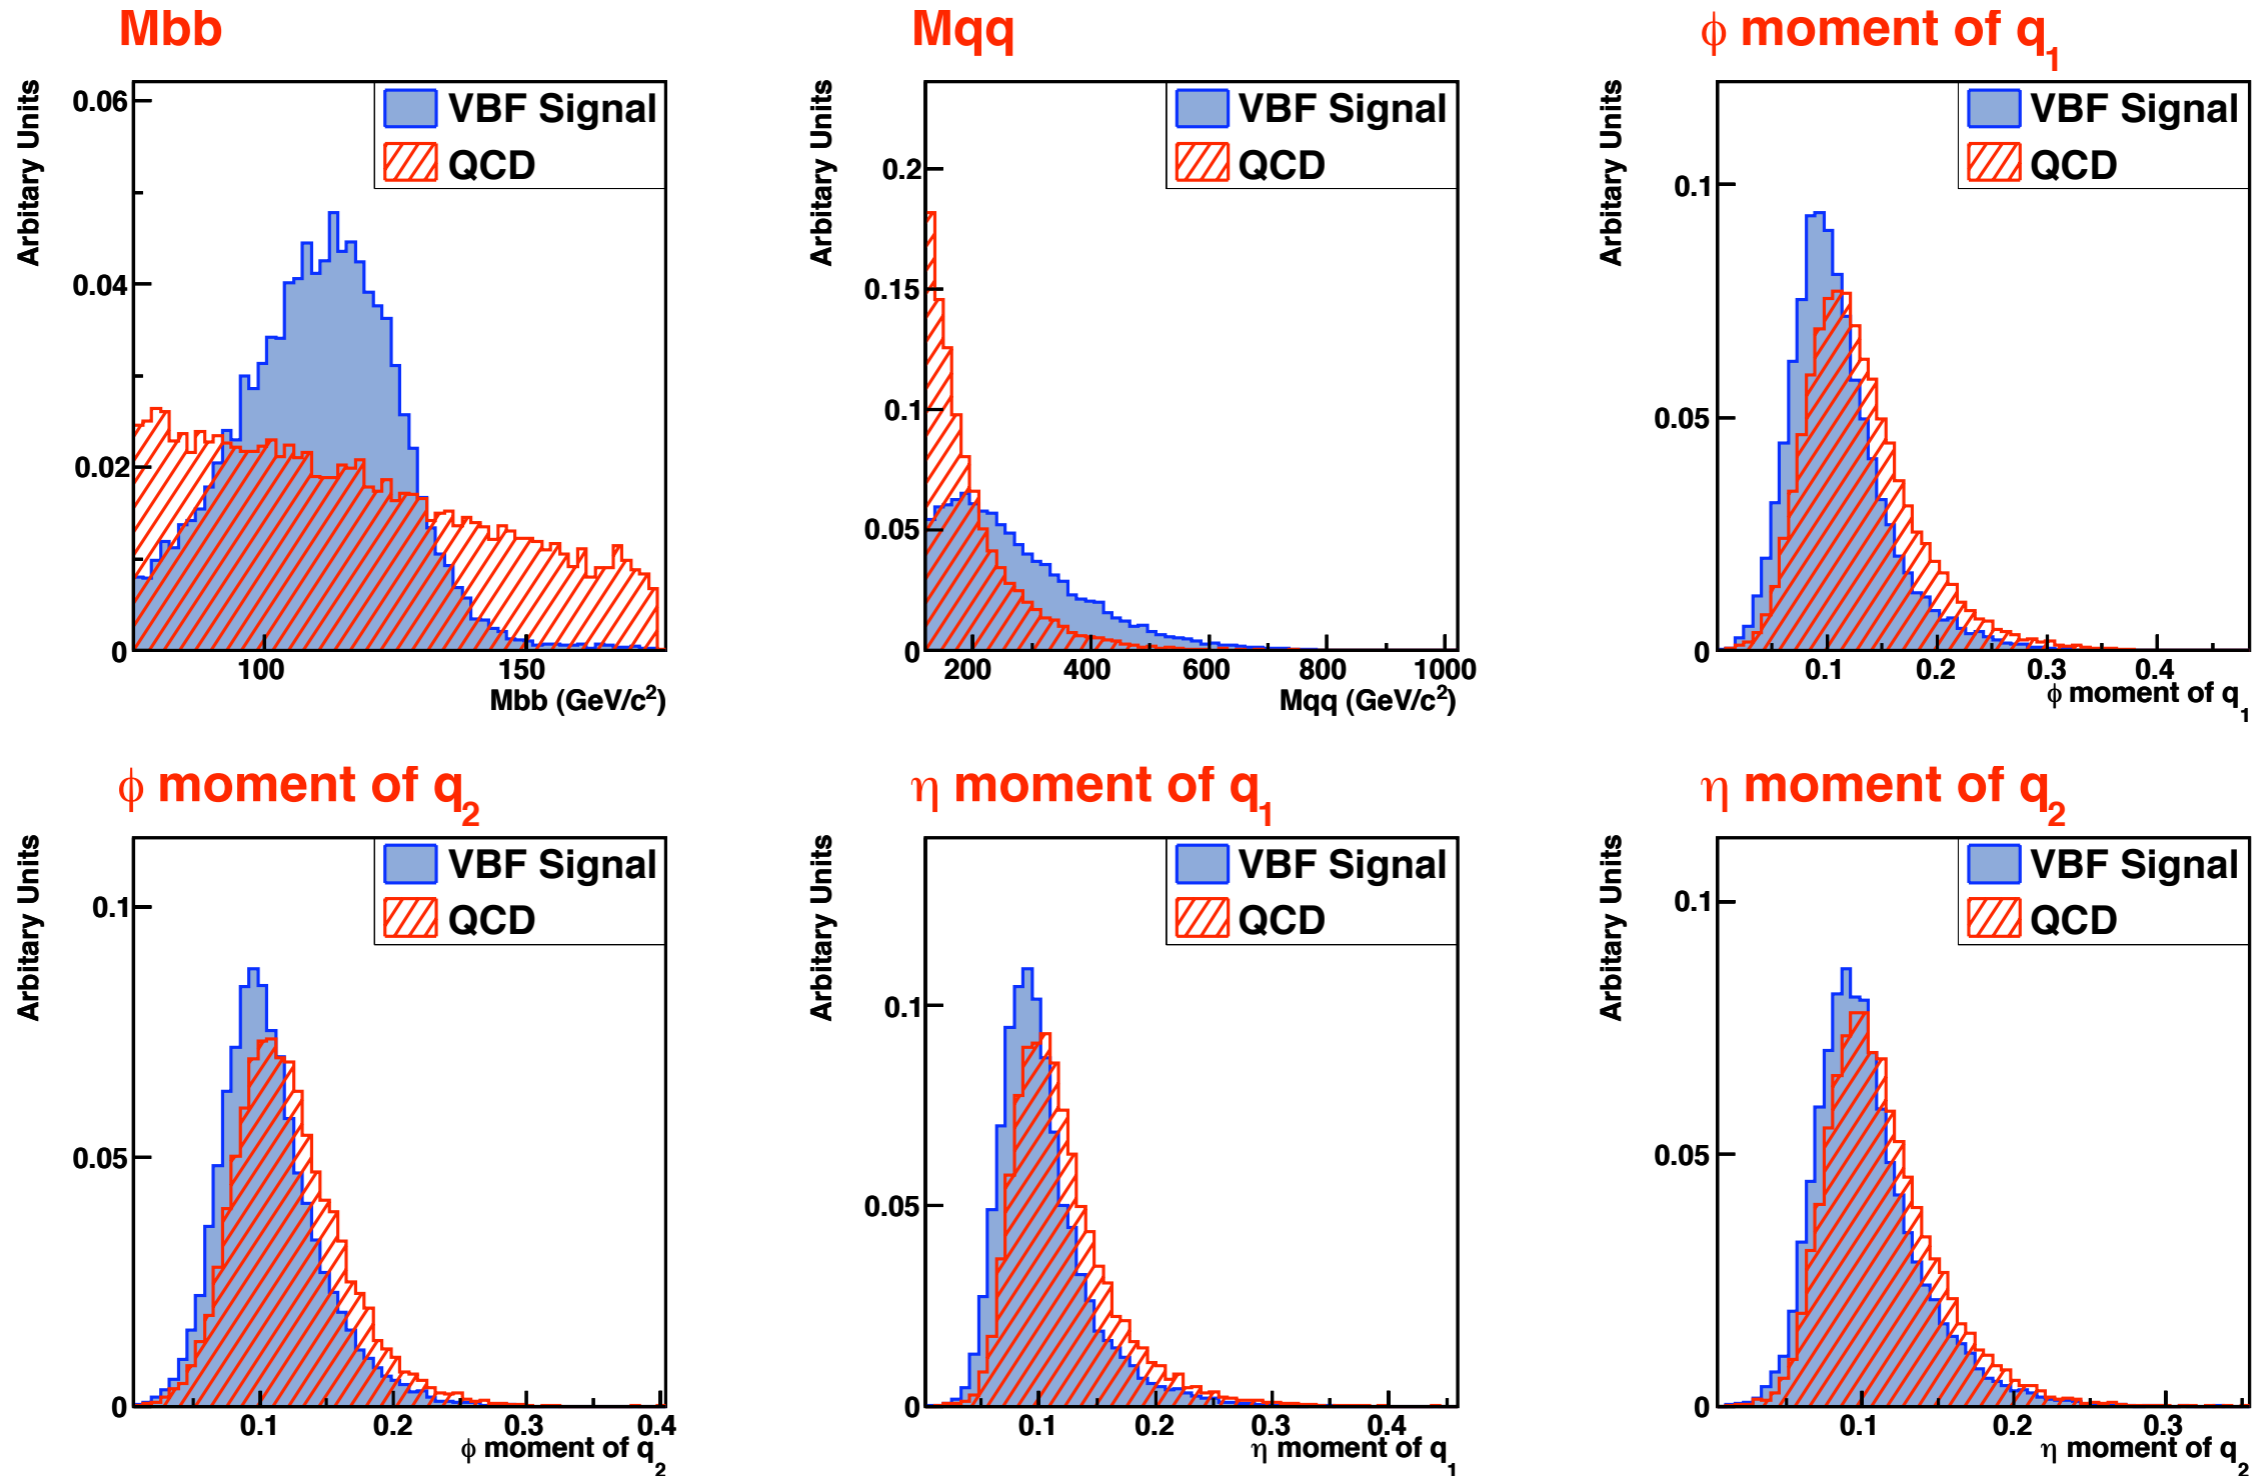 Mbb
Arbitary Units
0.06
0.04
0.02
0
VBF Signal
QCD
100 150
Mbb (GeV/c²)
Mqq
Arbitary Units
0.2
0.15
0.1
0.05
0
VBF Signal
QCD
200 400 600 800 1000
Mqq (GeV/c²)
ϕ moment of q₁
Arbitary Units
0.1
0.05
0
VBF Signal
QCD
0.1 0.2 0.3 0.4
ϕ moment of q₁
ϕ moment of q₂
Arbitary Units
0.1
0.05
0
VBF Signal
QCD
0.1 0.2 0.3 0.4
ϕ moment of q₂
η moment of q₁
Arbitary Units
0.1
0.05
0
VBF Signal
QCD
0.1 0.2 0.3 0.4
η moment of q₁
η moment of q₂
Arbitary Units
0.1
0.05
0
VBF Signal
QCD
0.1 0.2 0.3
η moment of q₂